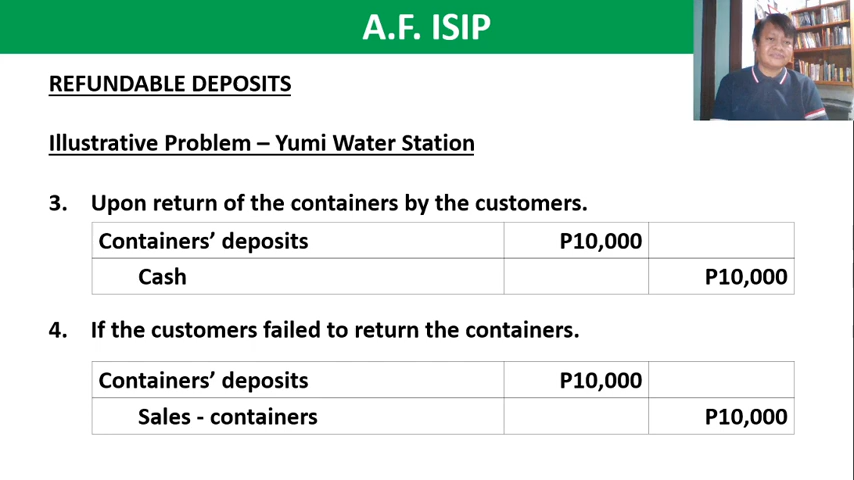 A.F. ISIP
REFUNDABLE DEPOSITS
Illustrative Problem – Yumi Water Station
3. Upon return of the containers by the customers.
Containers’ deposits P10,000
Cash P10,000
4. If the customers failed to return the containers.
Containers’ deposits P10,000
Sales - containers P10,000